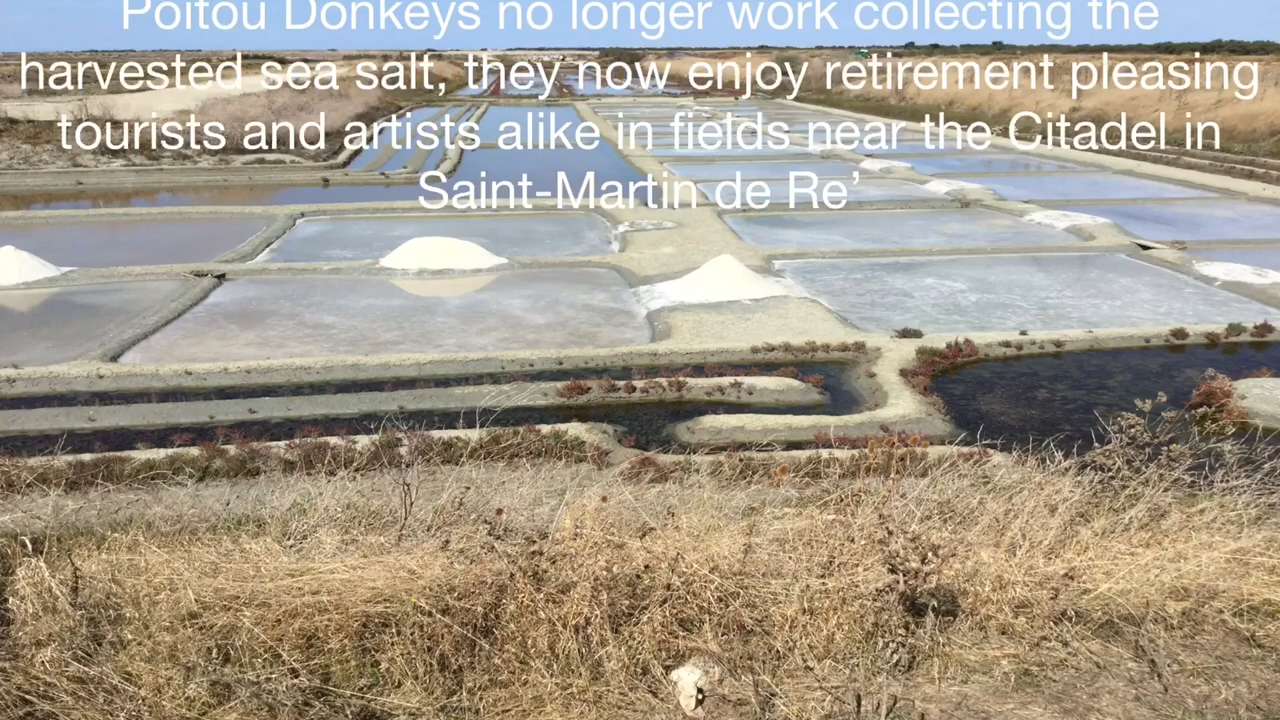 Poitou Donkeys no longer work collecting the
harvested sea salt, they now enjoy retirement pleasing
tourists and artists alike in fields near the Citadel in
Saint-Martin de Re’